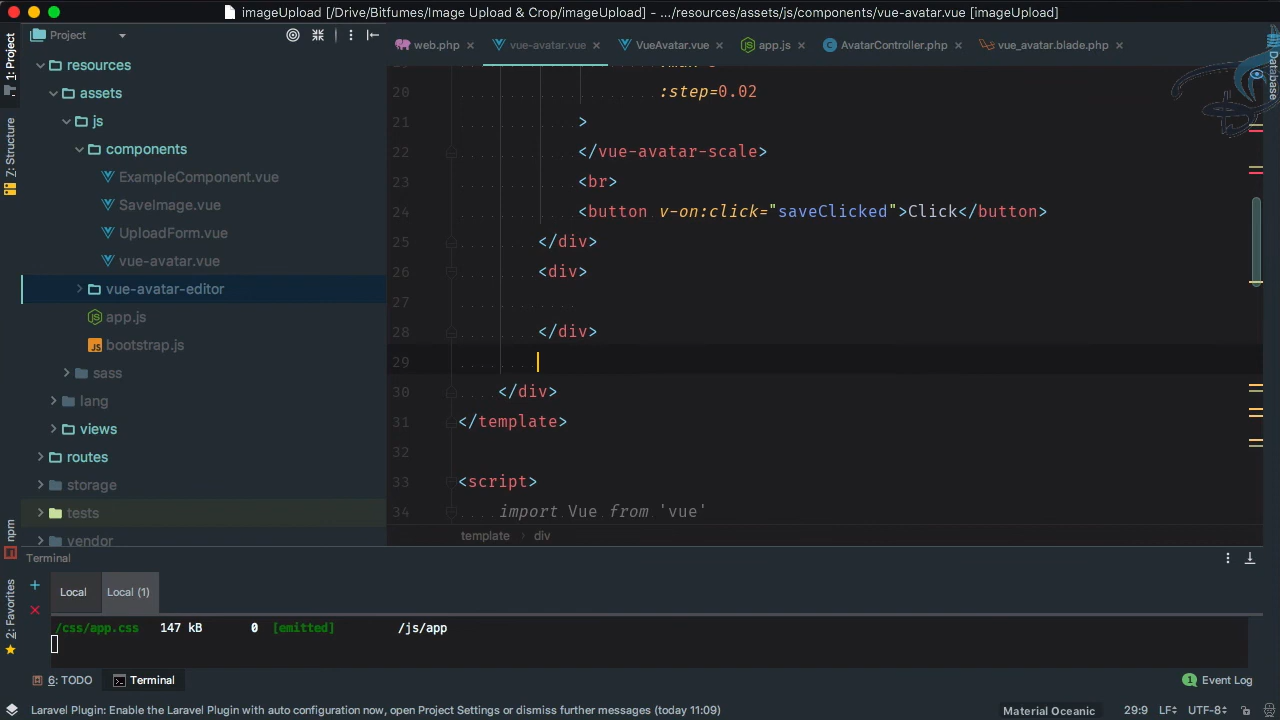 imageUpload [/Drive/Bitfumes/Image Upload & Crop/imageUpload] - .../resources/assets/js/components/vue-avatar.vue [imageUpload]
1: Project
Project
web.php
vue-avatar.vue
VueAvatar.vue
app.js
AvatarController.php
vue_avatar.blade.php
Database
resources
assets
js
components
ExampleComponent.vue
SaveImage.vue
UploadForm.vue
vue-avatar.vue
vue-avatar-editor
app.js
bootstrap.js
sass
lang
views
routes
storage
tests
vendor
Z: Structure
npm
2: Favorites
20 :step=0.02
21 >
22 </vue-avatar-scale>
23 <br>
24 <button v-on:click="saveClicked">Click</button>
25 </div>
26 <div>
27
28 </div>
29
30 </div>
31 </template>
32
33 <script>
34 import Vue from 'vue'
template › div
Terminal
Local
Local (1)
/css/app.css 147 kB 0 [emitted] /js/app
6: TODO
Terminal
1 Event Log
Laravel Plugin: Enable the Laravel Plugin with auto configuration now, open Project Settings or dismiss further messages (today 11:09)
Material Oceanic
29:9 LF UTF-8